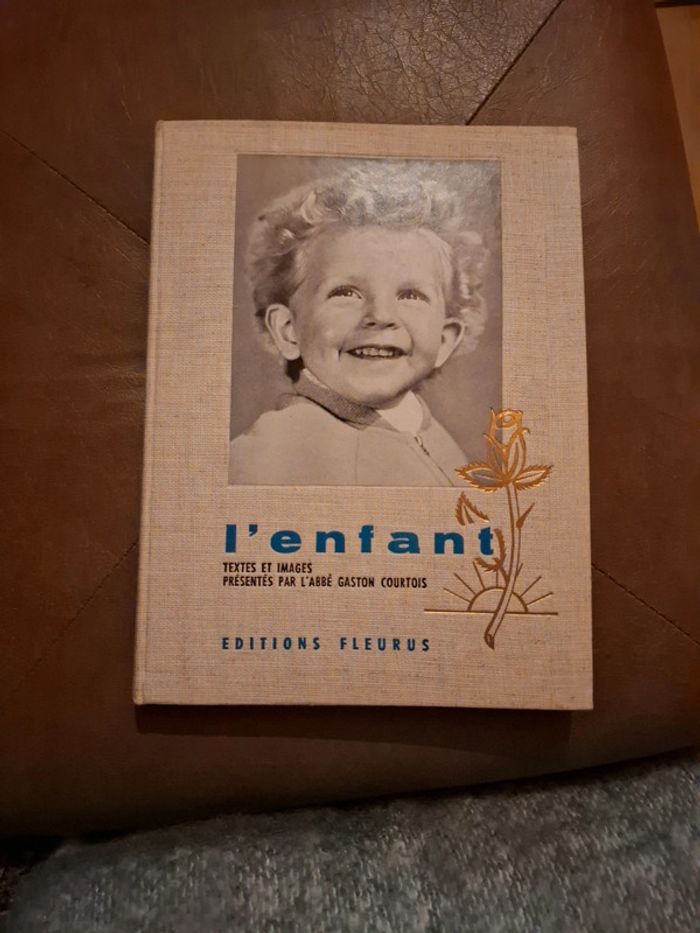 l'enfant
TEXTES ET IMAGES
PRÉSENTÉS PAR L'ABBÉ GASTON COURTOIS
EDITIONS FLEURUS